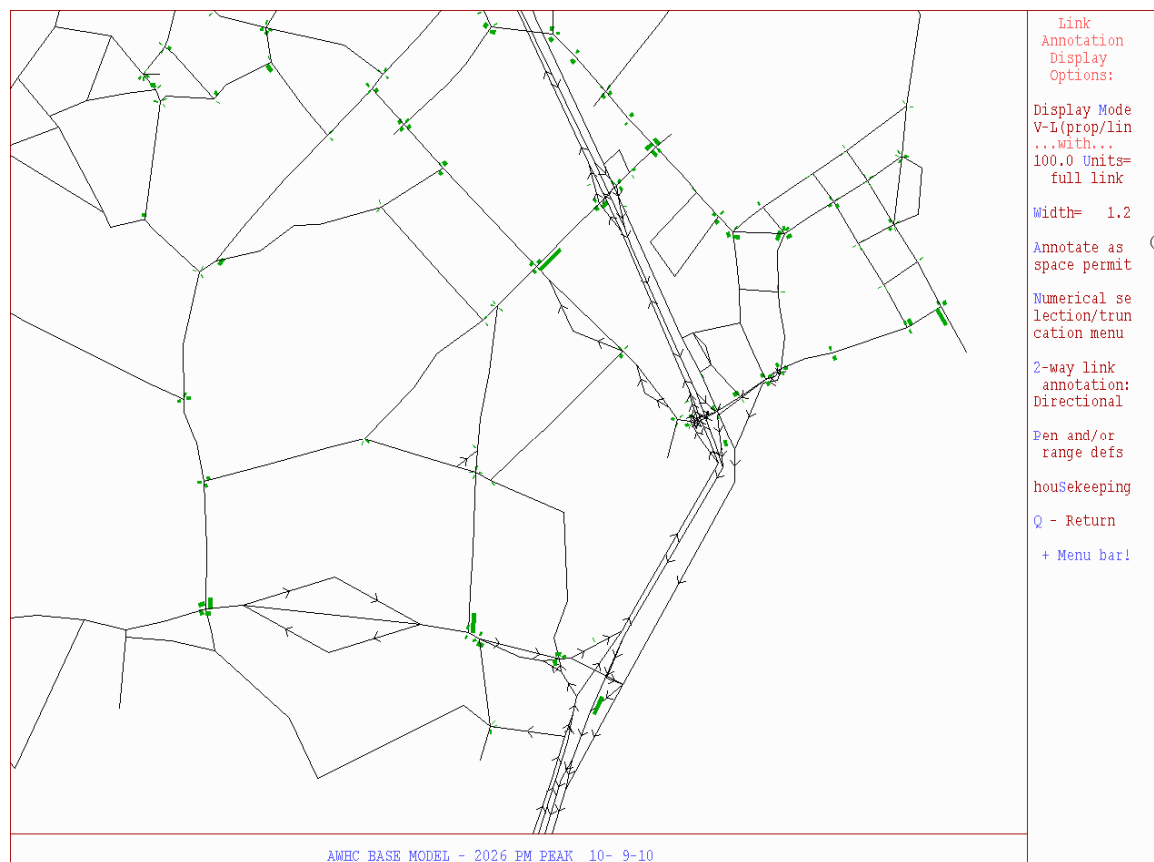 Link
Annotation
Display
Options:
Display Mode
V-L(prop/lin
...with...
100.0 Units=
full link
Width= 1.2
Annotate as
space permit
Numerical se
lection/trun
cation menu
2-way link
annotation:
Directional
Pen and/or
range defs
houSekeeping
Q - Return
+ Menu bar!
AWHC BASE MODEL - 2026 PM PEAK 10- 9-10